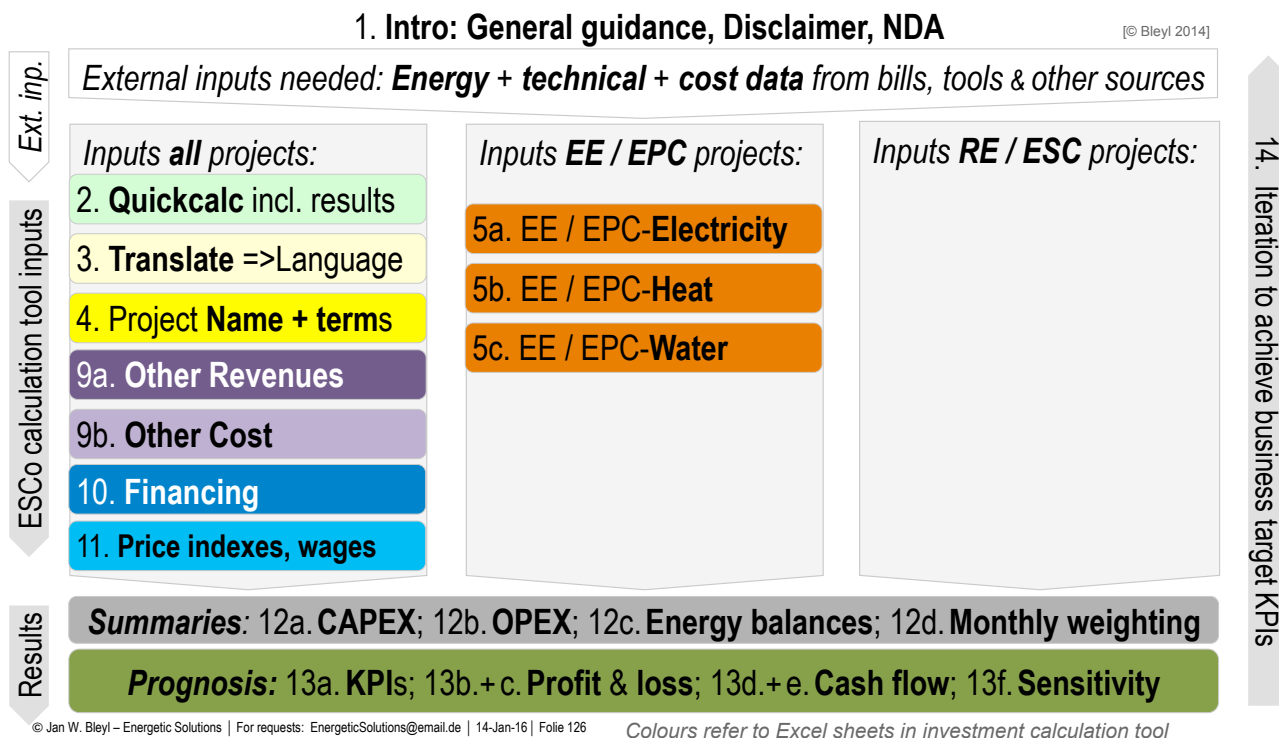 1. Intro: General guidance, Disclaimer, NDA
[© Bleyl 2014]
Ext. inp.
External inputs needed: Energy + technical + cost data from bills, tools & other sources
ESCo calculation tool inputs
Inputs all projects:
2. Quickcalc incl. results
3. Translate =>Language
4. Project Name + terms
9a. Other Revenues
9b. Other Cost
10. Financing
11. Price indexes, wages
Inputs EE / EPC projects:
5a. EE / EPC-Electricity
5b. EE / EPC-Heat
5c. EE / EPC-Water
Inputs RE / ESC projects:
14. Iteration to achieve business target KPIs
Results
Summaries: 12a. CAPEX; 12b. OPEX; 12c. Energy balances; 12d. Monthly weighting
Prognosis: 13a. KPIs; 13b.+ c. Profit & loss; 13d.+ e. Cash flow; 13f. Sensitivity
© Jan W. Bleyl – Energetic Solutions | For requests: EnergeticSolutions@email.de | 14-Jan-16 | Folie 126
Colours refer to Excel sheets in investment calculation tool